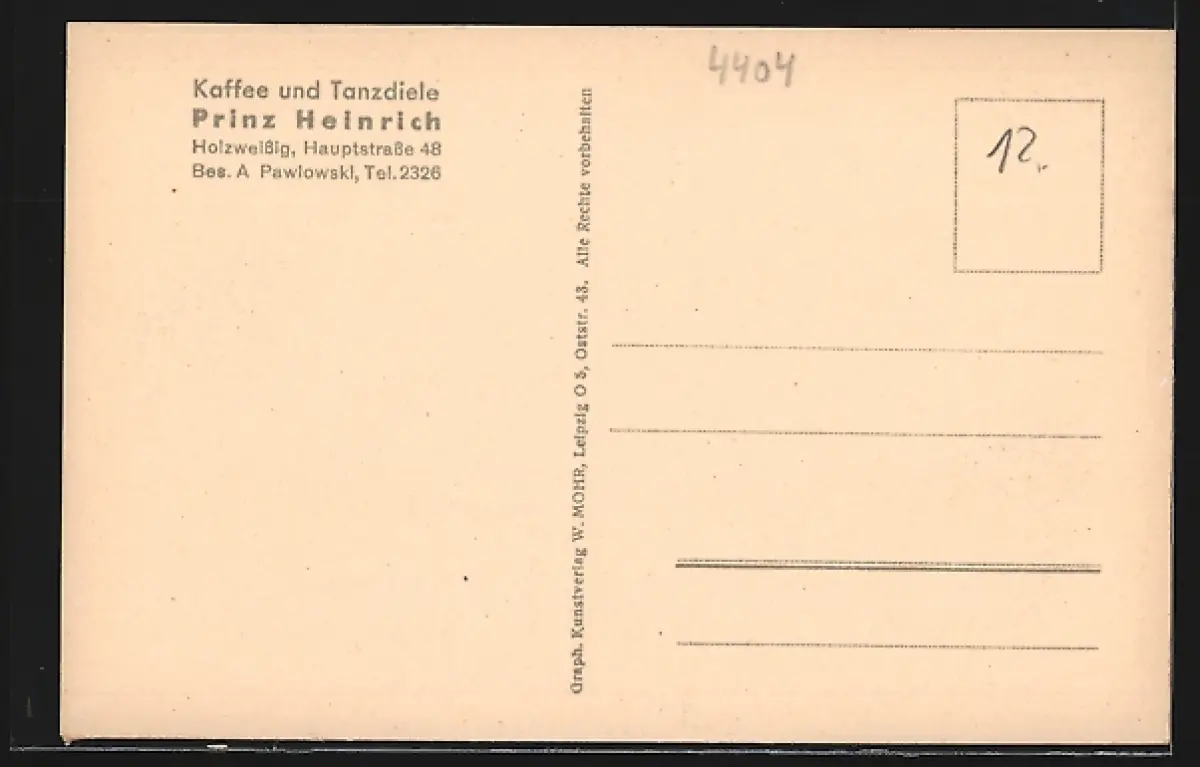 Kaffee und Tanzdiele
Prinz Heinrich
Holzweißig, Hauptstraße 48
Bes. A Pawlowski, Tel. 2326
Graph. Kunstverlag W. MOHR, Leipzig O 5, Oststr. 43. Alle Rechte vorbehalten
4404
12,-